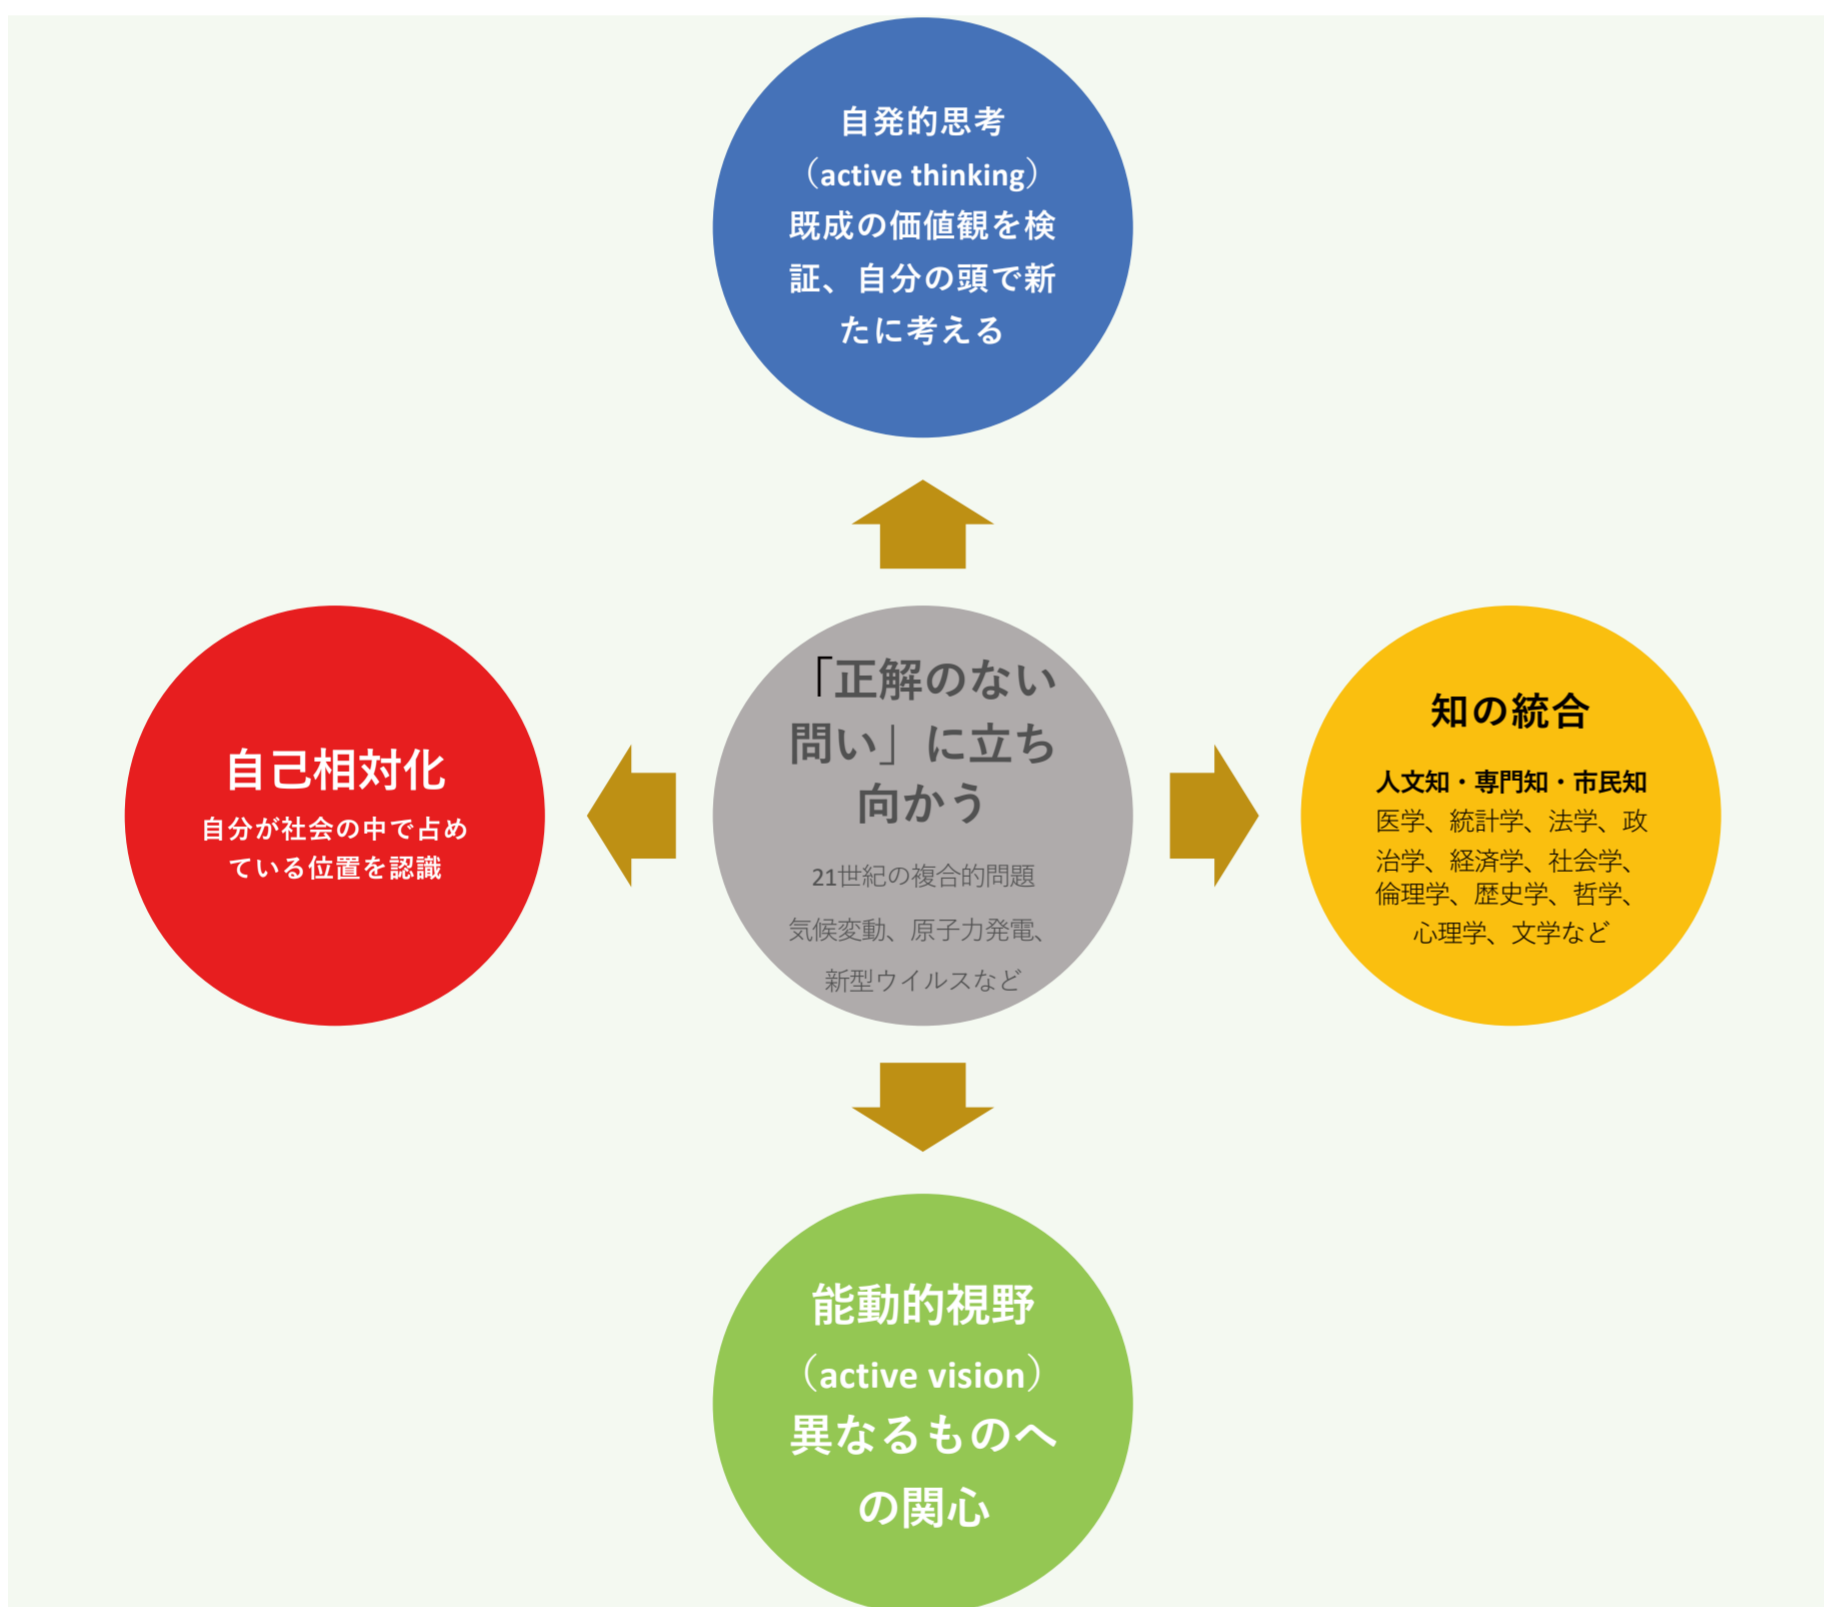 自発的思考
（active thinking）
既成の価値観を検
証、自分の頭で新
たに考える
自己相対化
自分が社会の中で占め
ている位置を認識
「正解のない
問い」に立ち
向かう
21世紀の複合的問題
気候変動、原子力発電、
新型ウイルスなど
知の統合
人文知・専門知・市民知
医学、統計学、法学、政
治学、経済学、社会学、
倫理学、歴史学、哲学、
心理学、文学など
能動的視野
（active vision）
異なるものへ
の関心